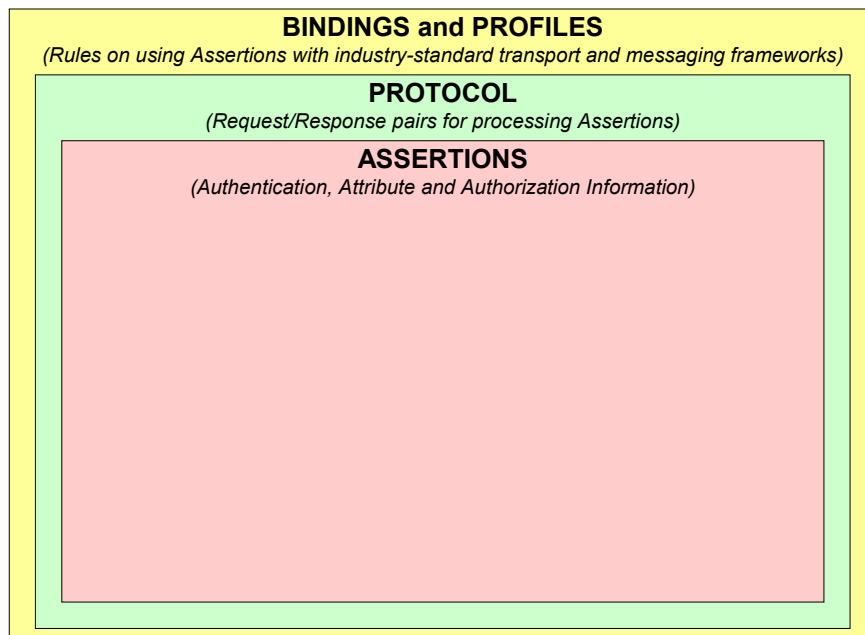 BINDINGS and PROFILES
(Rules on using Assertions with industry-standard transport and messaging frameworks)
PROTOCOL
(Request/Response pairs for processing Assertions)
ASSERTIONS
(Authentication, Attribute and Authorization Information)